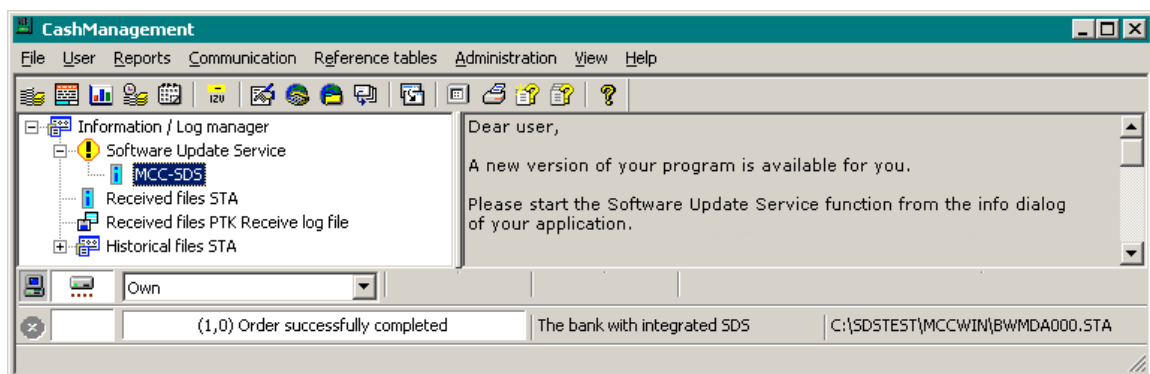 CashManagement
File User Reports Communication Reference tables Administration View Help
12U
Information / Log manager
Software Update Service
MCC-SDS
Received files STA
Received files PTK Receive log file
Historical files STA
Dear user,
A new version of your program is available for you.
Please start the Software Update Service function from the info dialog
of your application.
Own
(1,0) Order successfully completed
The bank with integrated SDS
C:\SDSTEST\MCCWIN\BWMDA000.STA